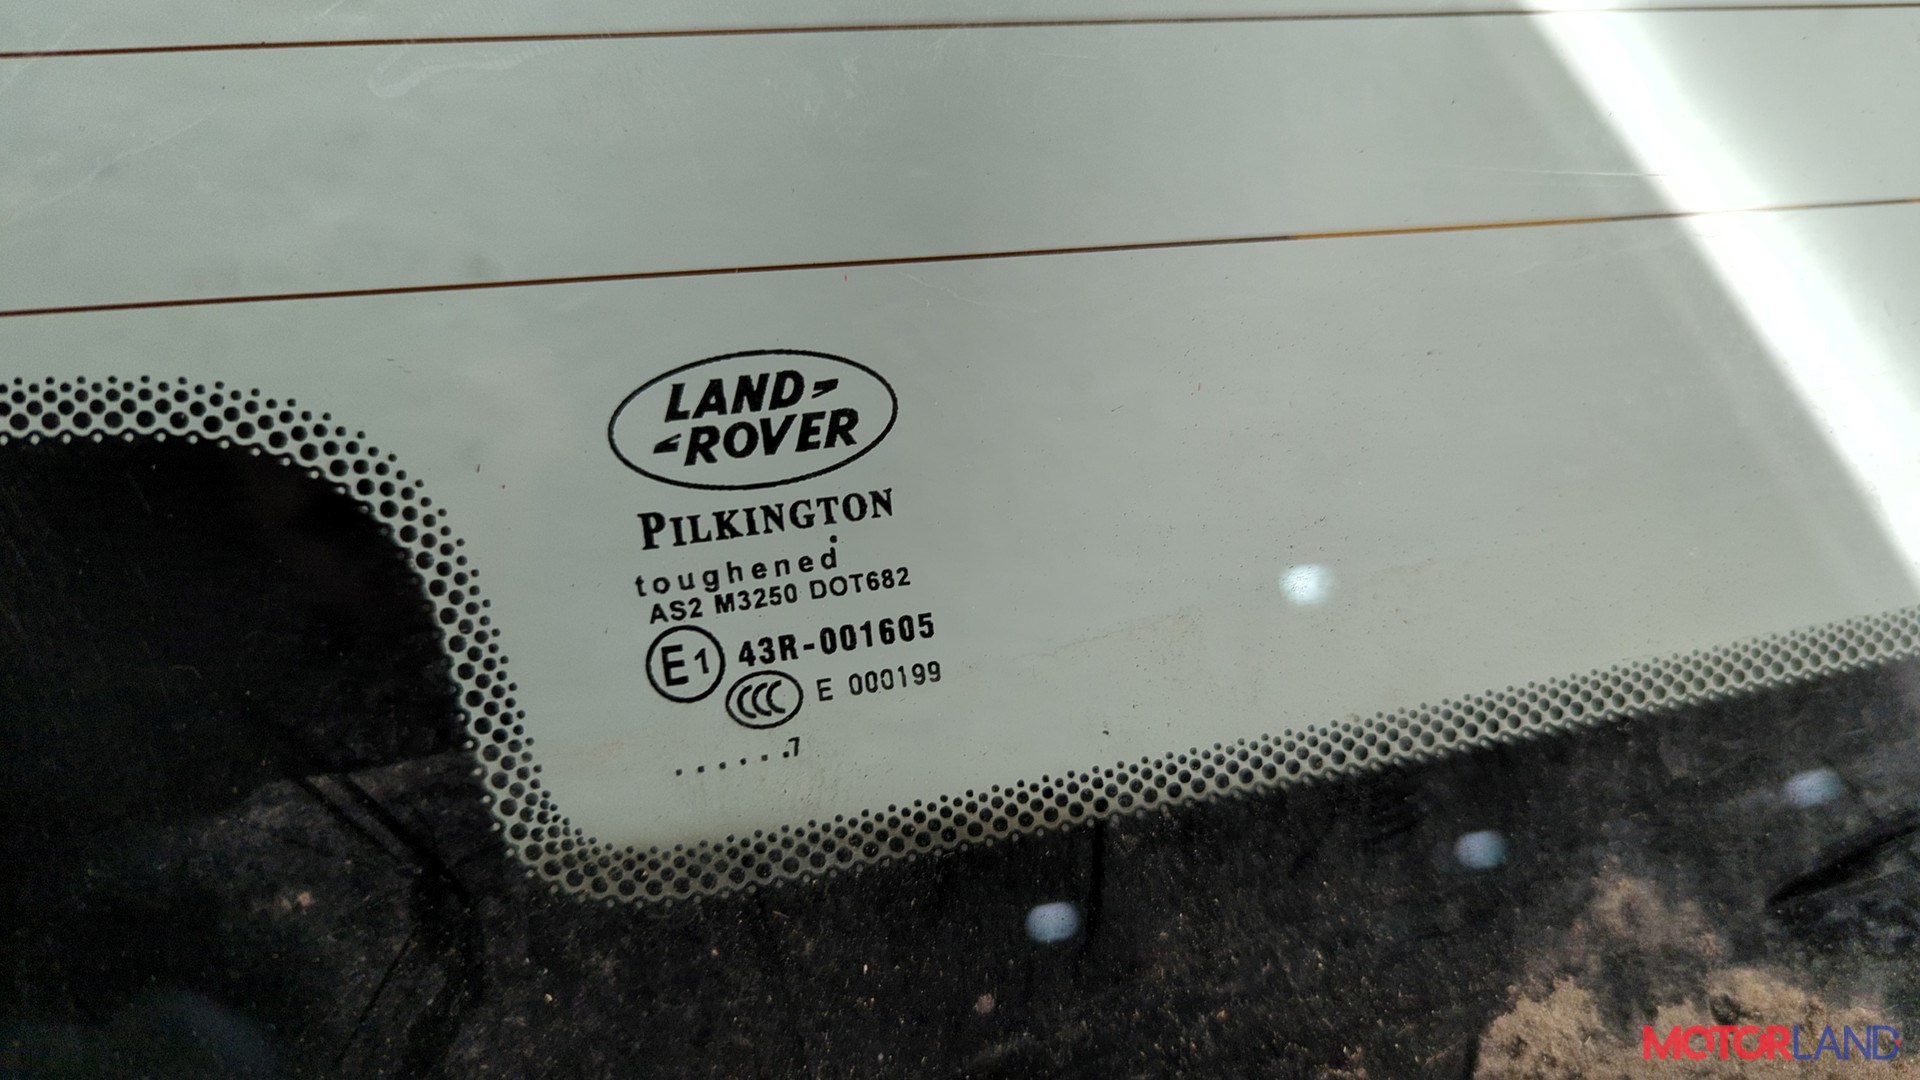 LAND
ROVER
PILKINGTON
toughened
AS2 M3250 DOT682
E1 43R-001605
CCC E 000199
. . . . . . .7
MOTORLAND